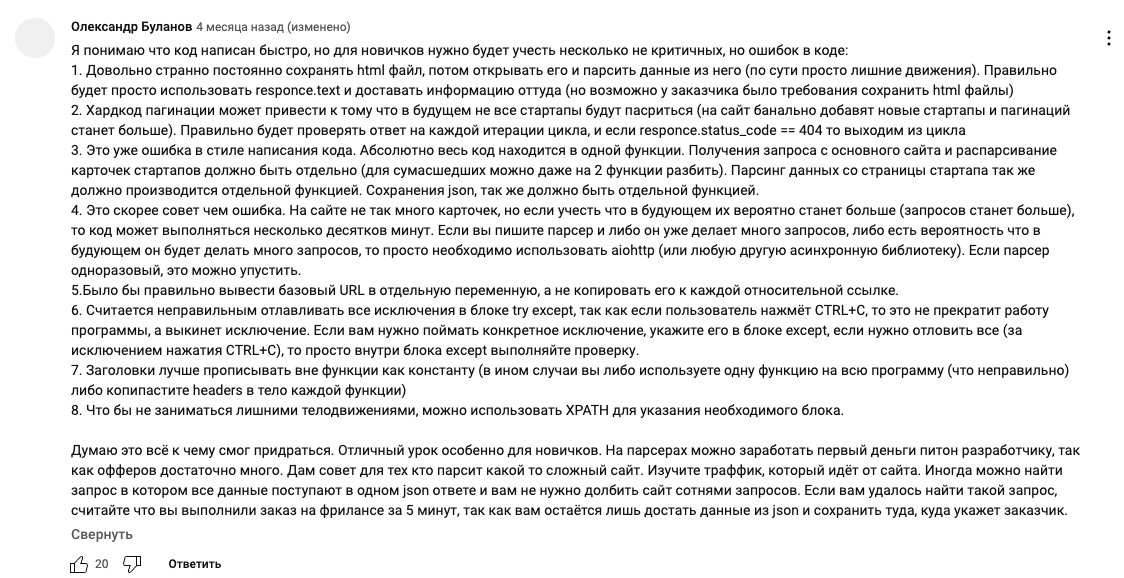 Олександр Буланов 4 месяца назад (изменено)
Я понимаю что код написан быстро, но для новичков нужно будет учесть несколько не критичных, но ошибок в коде:
1. Довольно странно постоянно сохранять html файл, потом открывать его и парсить данные из него (по сути просто лишние движения). Правильно
будет просто использовать responce.text и доставать информацию оттуда (но возможно у заказчика было требования сохранить html файлы)
2. Хардкод пагинации может привести к тому что в будущем не все стартапы будут пасриться (на сайт банально добавят новые стартапы и пагинаций
станет больше). Правильно будет проверять ответ на каждой итерации цикла, и если responce.status_code == 404 то выходим из цикла
3. Это уже ошибка в стиле написания кода. Абсолютно весь код находится в одной функции. Получения запроса с основного сайта и распарсивание
карточек стартапов должно быть отдельно (для сумасшедших можно даже на 2 функции разбить). Парсинг данных со страницы стартапа так же
должно производится отдельной функцией. Сохранения json, так же должно быть отдельной функцией.
4. Это скорее совет чем ошибка. На сайте не так много карточек, но если учесть что в будующем их вероятно станет больше (запросов станет больше),
то код может выполняться несколько десятков минут. Если вы пишите парсер и либо он уже делает много запросов, либо есть вероятность что в
будующем он будет делать много запросов, то просто необходимо использовать aiohttp (или любую другую асинхронную библиотеку). Если парсер
одноразовый, это можно упустить.
5.Было бы правильно вывести базовый URL в отдельную переменную, а не копировать его к каждой относительной ссылке.
6. Считается неправильным отлавливать все исключения в блоке try except, так как если пользователь нажмёт CTRL+C, то это не прекратит работу
программы, а выкинет исключение. Если вам нужно поймать конкретное исключение, укажите его в блоке except, если нужно отловить все (за
исключением нажатия CTRL+C), то просто внутри блока except выполняйте проверку.
7. Заголовки лучше прописывать вне функции как константу (в ином случаи вы либо используете одну функцию на всю программу (что неправильно)
либо копипастите headers в тело каждой функции)
8. Что бы не заниматься лишними телодвижениями, можно использовать XPATH для указания необходимого блока.
Думаю это всё к чему смог придраться. Отличный урок особенно для новичков. На парсерах можно заработать первый деньги питон разработчику, так
как офферов достаточно много. Дам совет для тех кто парсит какой то сложный сайт. Изучите траффик, который идёт от сайта. Иногда можно найти
запрос в котором все данные поступают в одном json ответе и вам не нужно долбить сайт сотнями запросов. Если вам удалось найти такой запрос,
считайте что вы выполнили заказ на фрилансе за 5 минут, так как вам остаётся лишь достать данные из json и сохранить туда, куда укажет заказчик.
Свернуть
20 Ответить